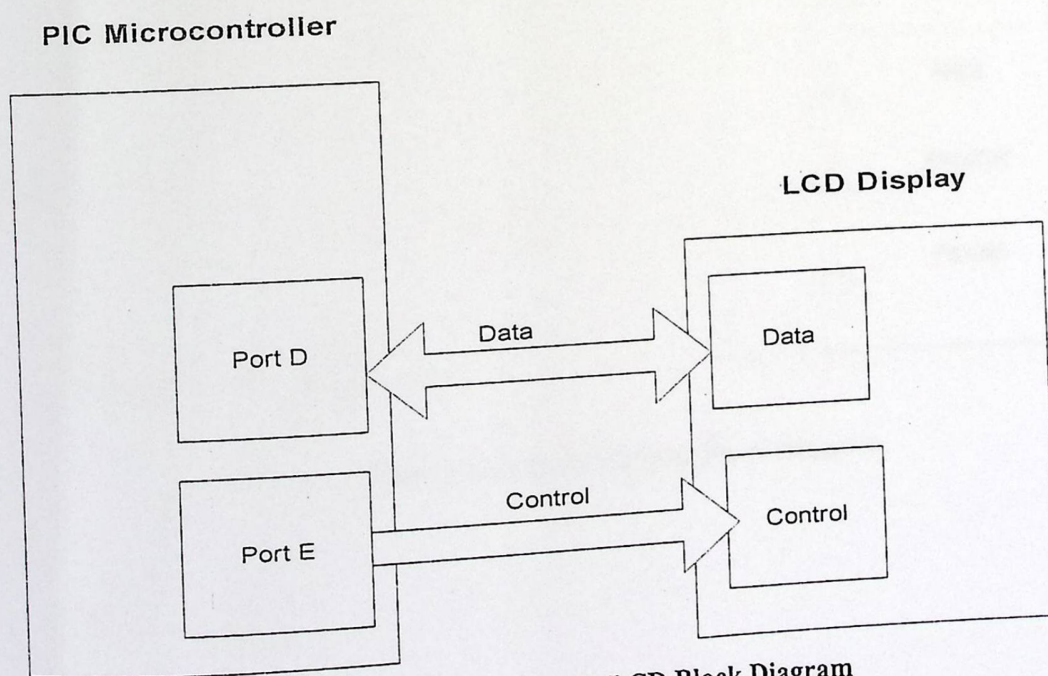 PIC Microcontroller
LCD Display
Port D
Data
Data
Port E
Control
Control
LCD Block Diagram